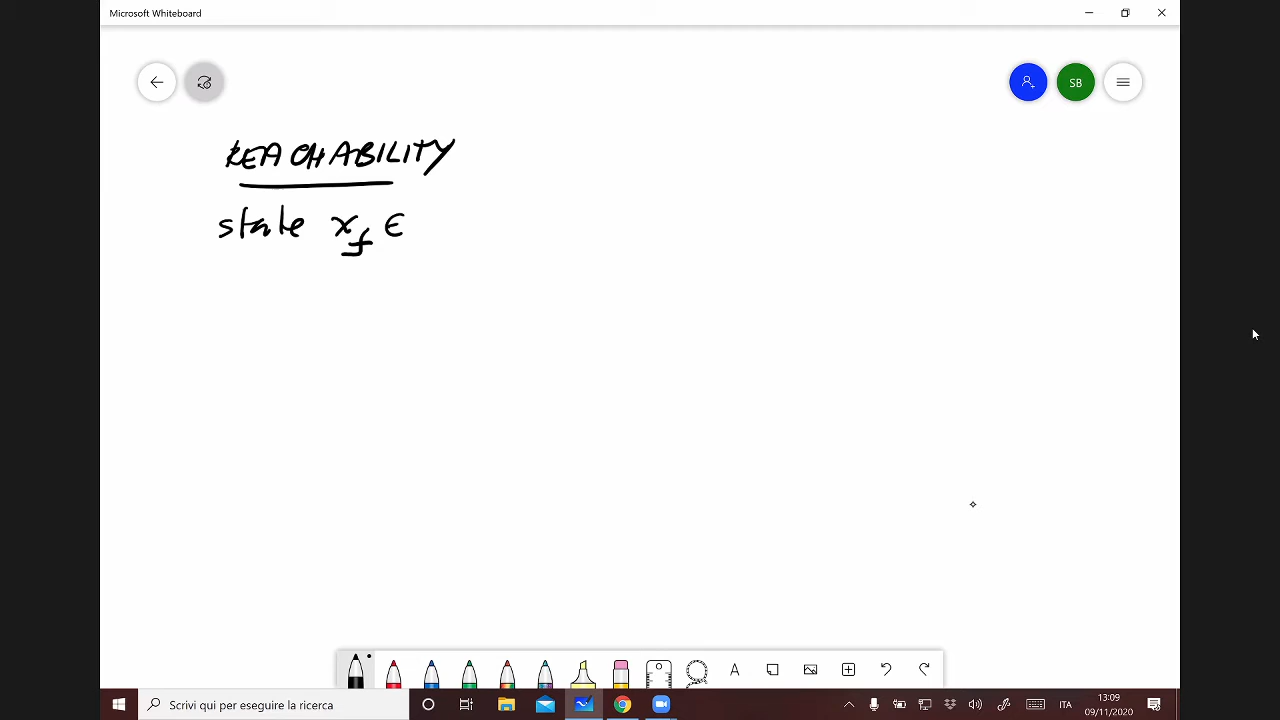 Microsoft Whiteboard
SB
REACHABILITY
state x_f ∈
A
Scrivi qui per eseguire la ricerca
ITA
13:09
09/11/2020